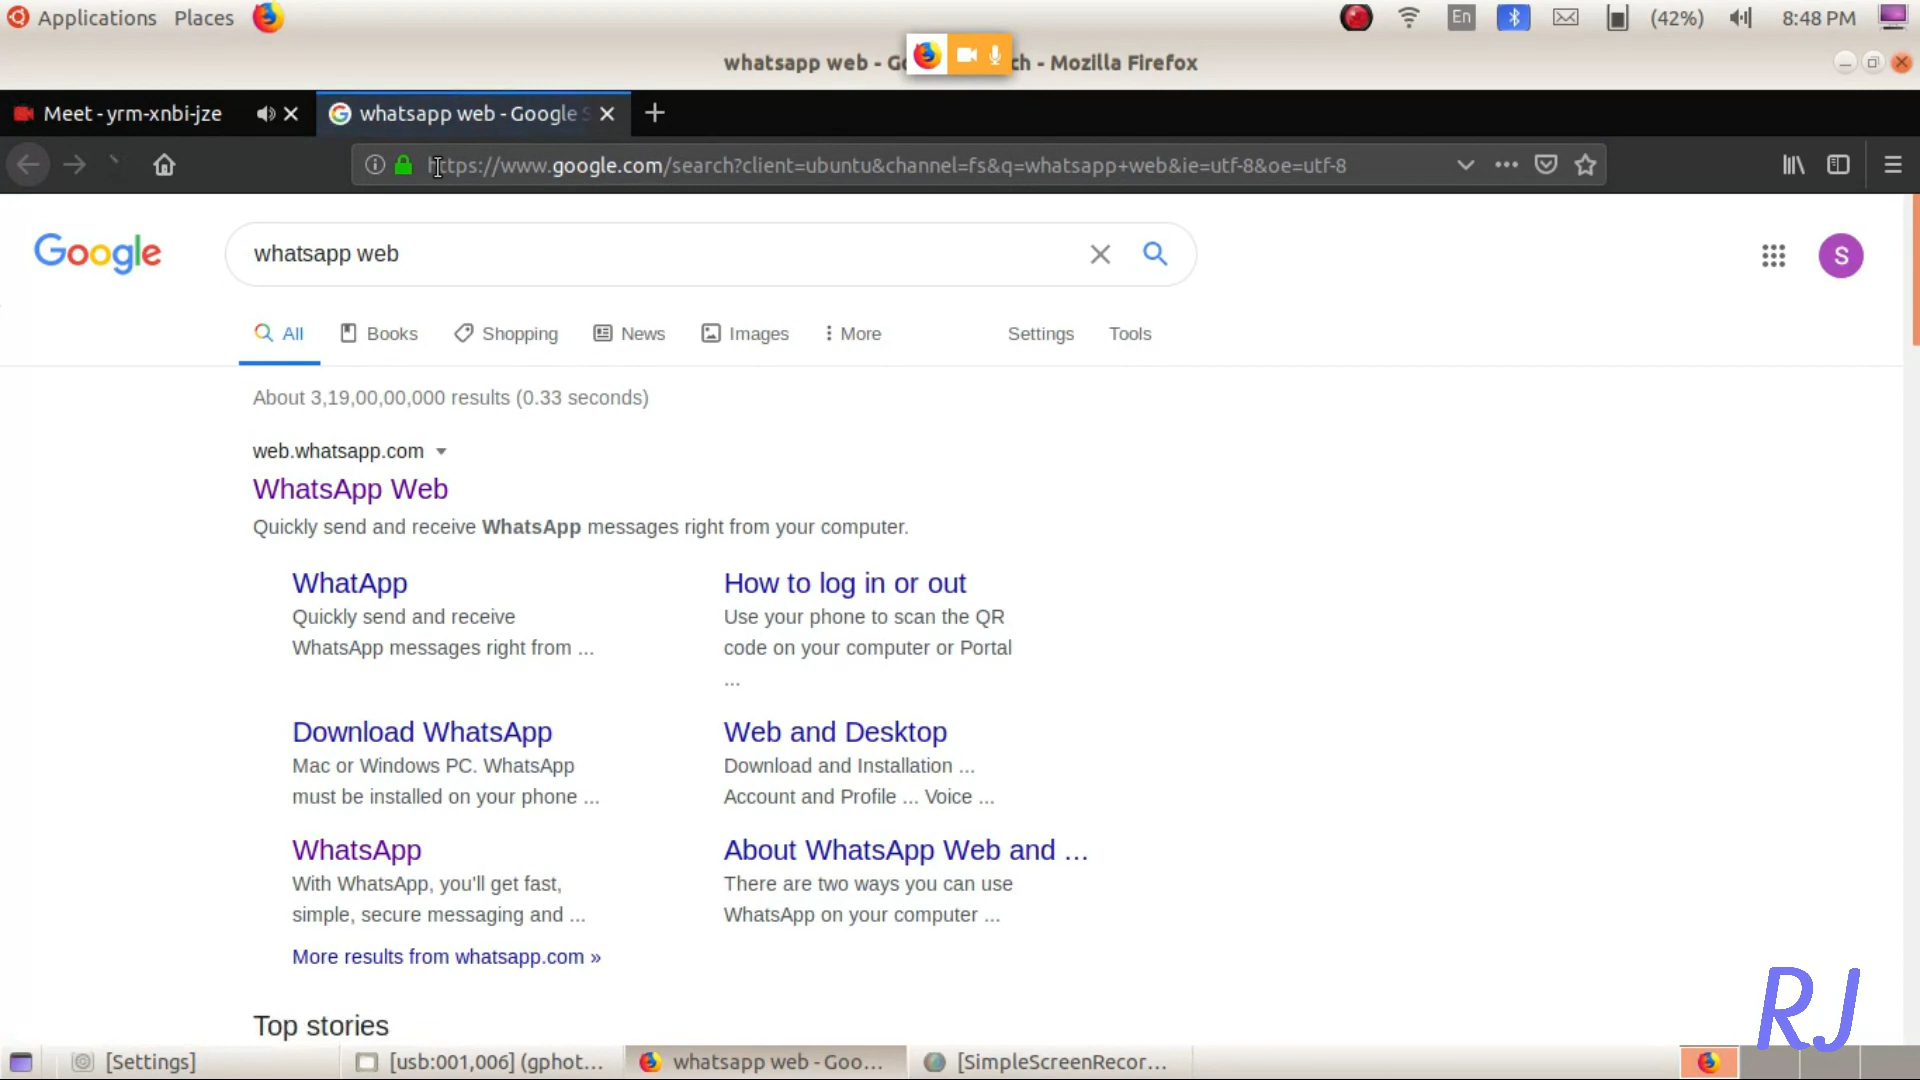 Applications Places En (42%) 8:48 PM
whatsapp web - Go ch - Mozilla Firefox
Meet - yrm-xnbi-jze whatsapp web - Google S
https://www.google.com/search?client=ubuntu&channel=fs&q=whatsapp+web&ie=utf-8&oe=utf-8
Google whatsapp web S
All Books Shopping News Images More Settings Tools
About 3,19,00,00,000 results (0.33 seconds)
web.whatsapp.com
WhatsApp Web
Quickly send and receive WhatsApp messages right from your computer.
WhatApp
Quickly send and receive
WhatsApp messages right from ...
How to log in or out
Use your phone to scan the QR
code on your computer or Portal
...
Download WhatsApp
Mac or Windows PC. WhatsApp
must be installed on your phone ...
Web and Desktop
Download and Installation ...
Account and Profile ... Voice ...
WhatsApp
With WhatsApp, you'll get fast,
simple, secure messaging and ...
About WhatsApp Web and ...
There are two ways you can use
WhatsApp on your computer ...
More results from whatsapp.com »
Top stories
RJ
[Settings] [usb:001,006] (gphot... whatsapp web - Goo... [SimpleScreenRecor...